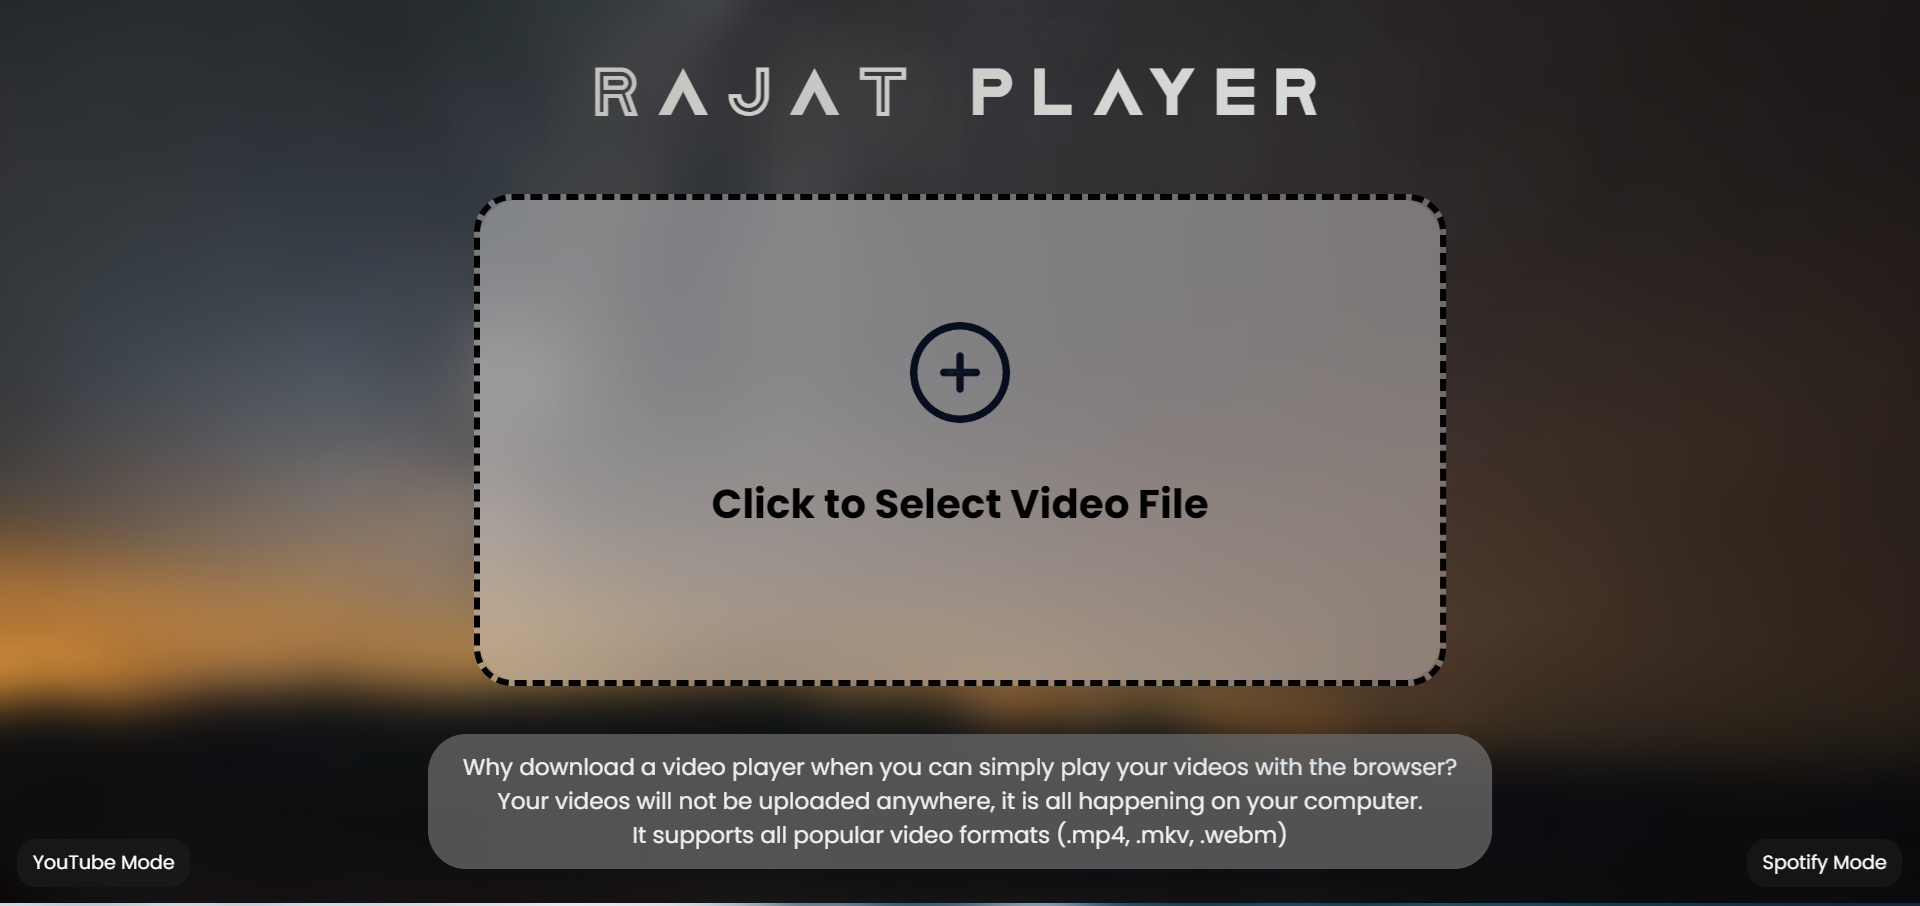 RAJAT PLAYER
Click to Select Video File
Why download a video player when you can simply play your videos with the browser?
Your videos will not be uploaded anywhere, it is all happening on your computer.
It supports all popular video formats (.mp4, .mkv, .webm)
YouTube Mode
Spotify Mode